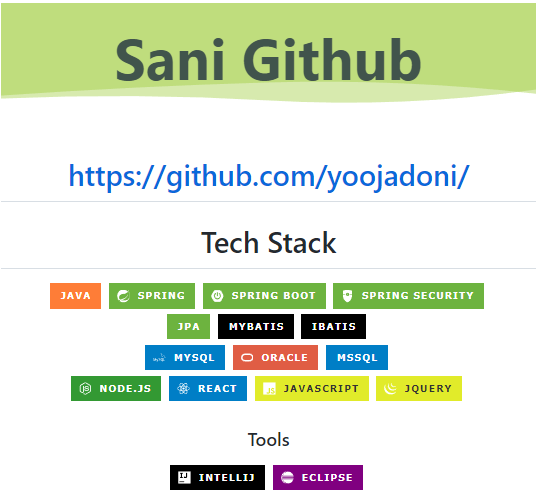 Sani Github
https://github.com/yoojadoni/
Tech Stack
JAVA SPRING SPRING BOOT SPRING SECURITY
JPA MYBATIS IBATIS
MYSQL ORACLE MSSQL
NODE.JS REACT JAVASCRIPT JQUERY
Tools
INTELLIJ ECLIPSE